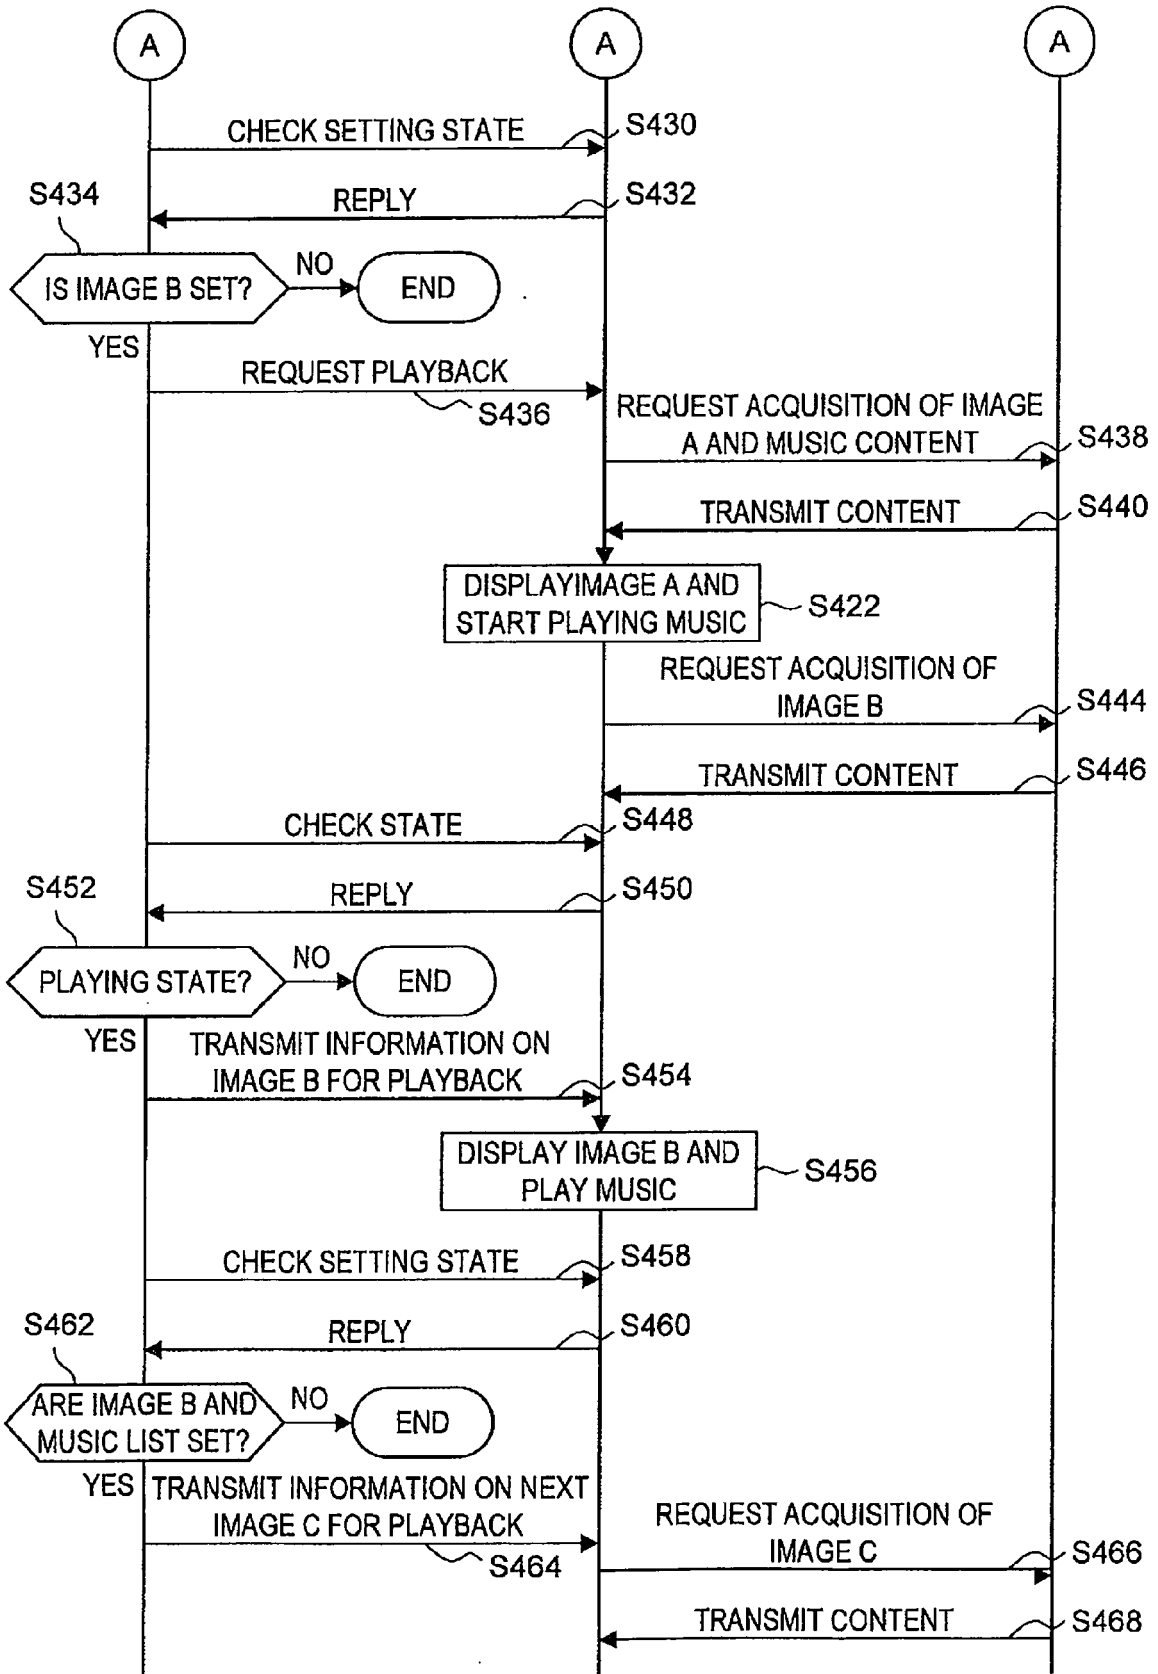 A
A
A
CHECK SETTING STATE
S430
REPLY
S432
S434
IS IMAGE B SET?
NO
END
YES
REQUEST PLAYBACK
S436
REQUEST ACQUISITION OF IMAGE
A AND MUSIC CONTENT
S438
TRANSMIT CONTENT
S440
DISPLAYIMAGE A AND
START PLAYING MUSIC
S422
REQUEST ACQUISITION OF
IMAGE B
S444
TRANSMIT CONTENT
S446
CHECK STATE
S448
REPLY
S450
S452
PLAYING STATE?
NO
END
YES
TRANSMIT INFORMATION ON
IMAGE B FOR PLAYBACK
S454
DISPLAY IMAGE B AND
PLAY MUSIC
S456
CHECK SETTING STATE
S458
REPLY
S460
S462
ARE IMAGE B AND
MUSIC LIST SET?
NO
END
YES
TRANSMIT INFORMATION ON NEXT
IMAGE C FOR PLAYBACK
S464
REQUEST ACQUISITION OF
IMAGE C
S466
TRANSMIT CONTENT
S468